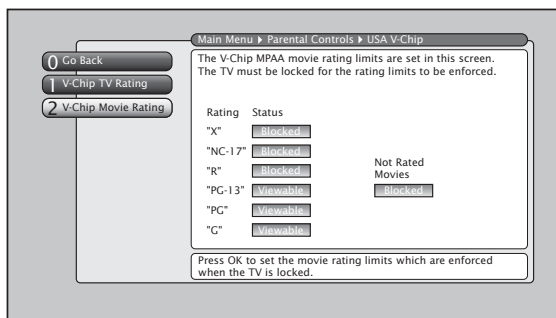 Main Menu ▸ Parental Controls ▸ USA V-Chip
0 Go Back
1 V-Chip TV Rating
2 V-Chip Movie Rating
The V-Chip MPAA movie rating limits are set in this screen.
The TV must be locked for the rating limits to be enforced.
Rating Status
"X" Blocked
"NC-17" Blocked
"R" Blocked
"PG-13" Viewable
"PG" Viewable
"G" Viewable
Not Rated
Movies
Blocked
Press OK to set the movie rating limits which are enforced
when the TV is locked.